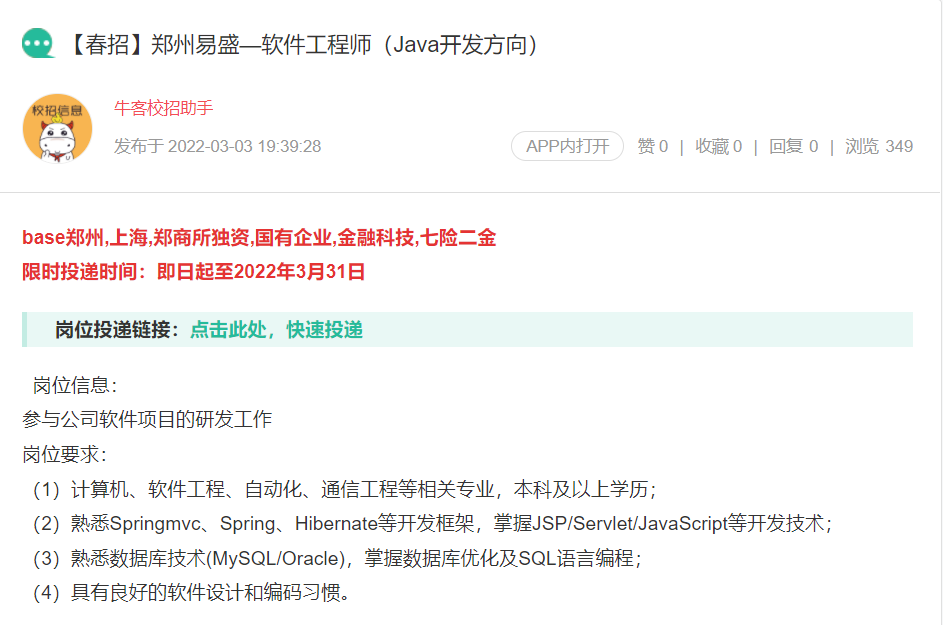 【春招】郑州易盛—软件工程师（Java开发方向）
校招信息
牛客校招助手
发布于 2022-03-03 19:39:28
APP内打开 赞 0 | 收藏 0 | 回复 0 | 浏览 349
base郑州,上海,郑商所独资,国有企业,金融科技,七险二金
限时投递时间：即日起至2022年3月31日
岗位投递链接：点击此处，快速投递
岗位信息：
参与公司软件项目的研发工作
岗位要求：
（1）计算机、软件工程、自动化、通信工程等相关专业，本科及以上学历；
（2）熟悉Springmvc、Spring、Hibernate等开发框架，掌握JSP/Servlet/JavaScript等开发技术；
（3）熟悉数据库技术(MySQL/Oracle)，掌握数据库优化及SQL语言编程；
（4）具有良好的软件设计和编码习惯。